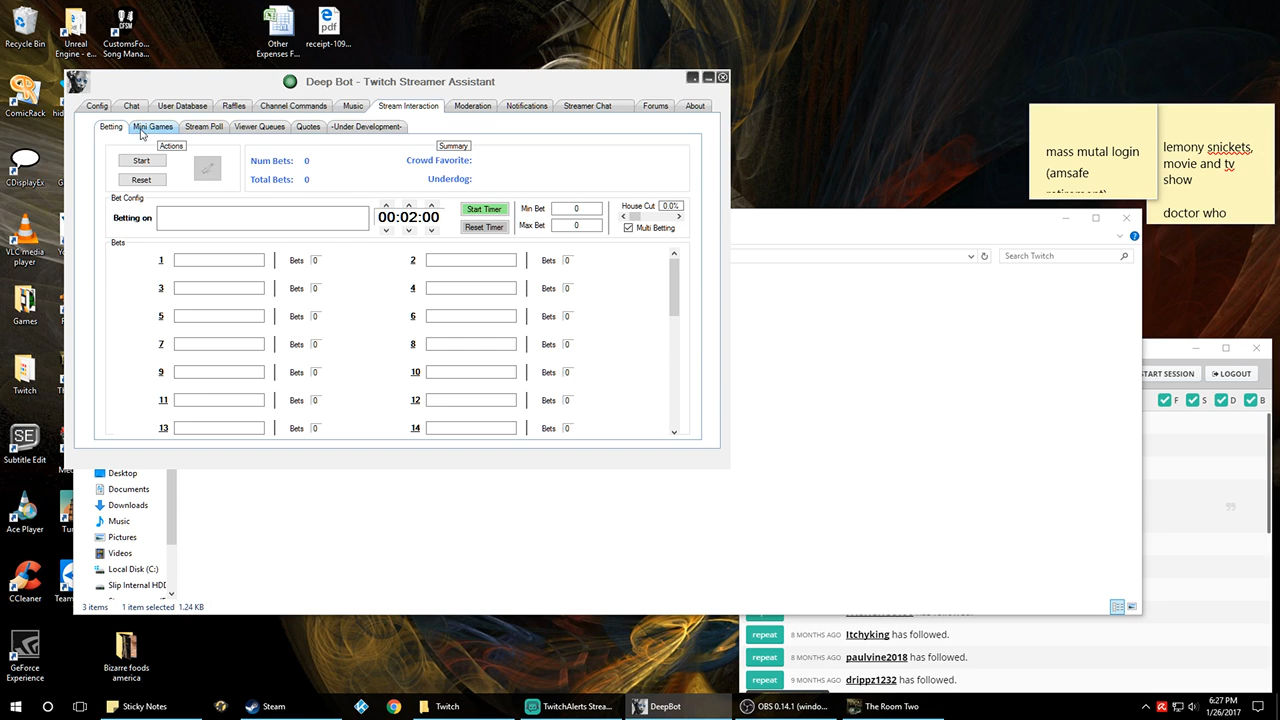 Recycle Bin
Unreal
Engine - e...
CustomsFo...
Song Mana...
Other
Expenses F...
receipt-109...
ComicRack
CDisplayEx
VLC media
player
Games
Twitch
Subtitle Edit
Ace Player
CCleaner
GeForce
Experience
Bizarre foods
america
Deep Bot - Twitch Streamer Assistant
Config Chat User Database Raffles Channel Commands Music Stream Interaction Moderation Notifications Streamer Chat Forums About
Betting Mini Games Stream Poll Viewer Queues Quotes -Under Development-
Actions
Start
Reset
Summary
Num Bets: 0 Crowd Favorite:
Total Bets: 0 Underdog:
Bet Config
Betting on
00:02:00
Start Timer
Reset Timer
Min Bet 0
Max Bet 0
House Cut 0.0%
Multi Betting
Bets
1 Bets 0 2 Bets 0
3 Bets 0 4 Bets 0
5 Bets 0 6 Bets 0
7 Bets 0 8 Bets 0
9 Bets 0 10 Bets 0
11 Bets 0 12 Bets 0
13 Bets 0 14 Bets 0
mass mutal login
(amsafe
lemony snickets,
movie and tv
show
doctor who
Search Twitch
Desktop
Documents
Downloads
Music
Pictures
Videos
Local Disk (C:)
Slip Internal HDD
3 items 1 item selected 1.24 KB
START SESSION LOGOUT
F S D B
repeat 8 MONTHS AGO Itchyking has followed.
repeat 8 MONTHS AGO paulvine2018 has followed.
repeat 9 MONTHS AGO drippz1232 has followed.
Sticky Notes Steam Twitch TwitchAlerts Strea... DeepBot OBS 0.14.1 (windo... The Room Two
6:27 PM
1/26/2017